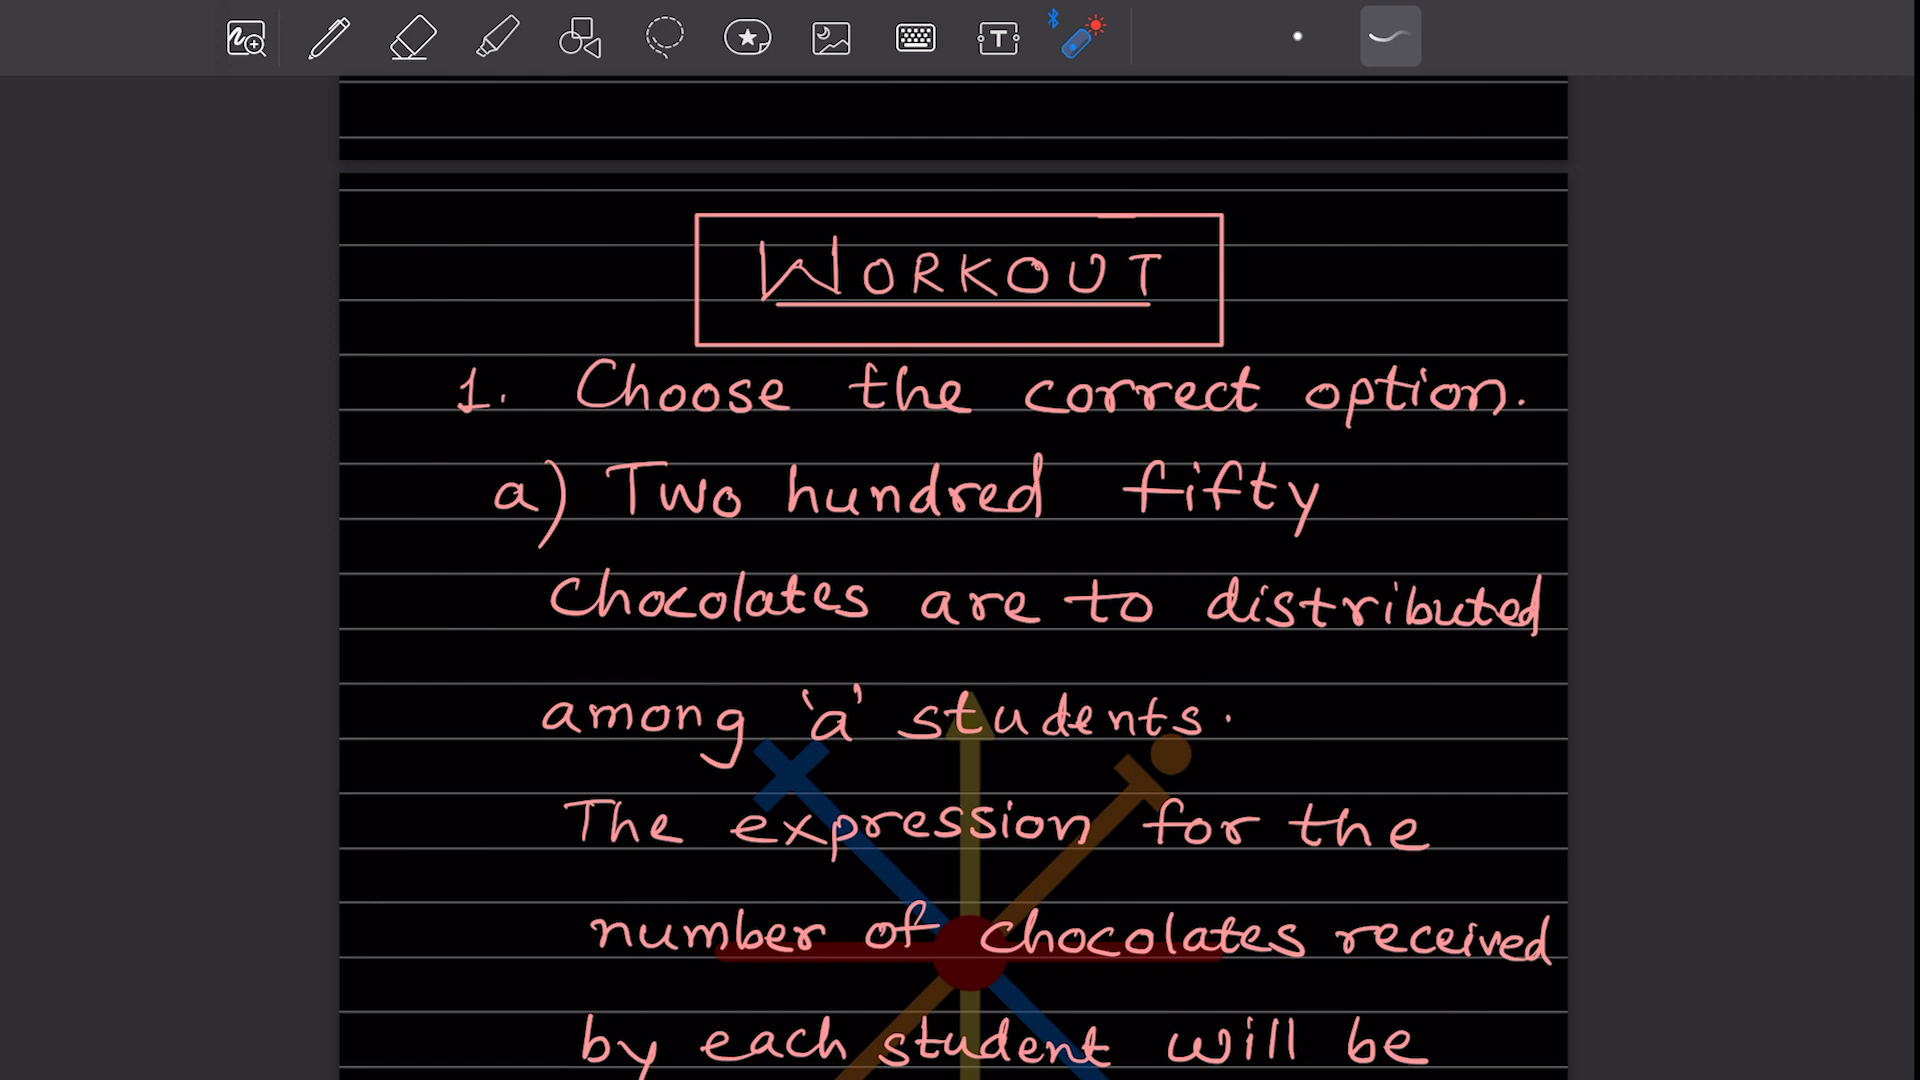 WORKOUT
1. Choose the correct option.
a) Two hundred fifty
chocolates are to distributed
among 'a' students.
The expression for the
number of chocolates received
by each student will be